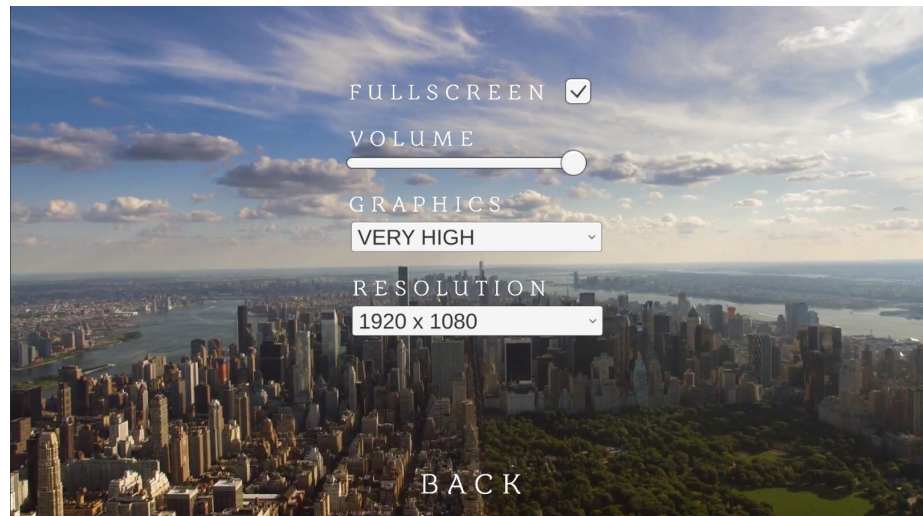 FULLSCREEN
VOLUME
GRAPHICS
VERY HIGH
RESOLUTION
1920 x 1080
BACK